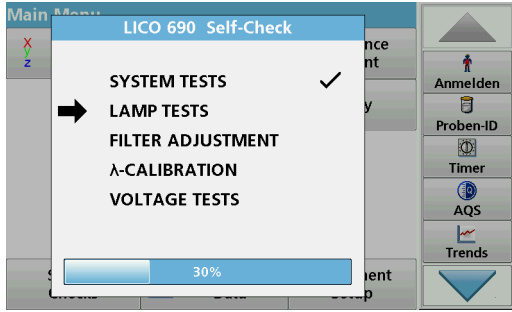 Main Menu
LICO 690 Self-Check
x
y
z
SYSTEM TESTS
LAMP TESTS
FILTER ADJUSTMENT
λ-CALIBRATION
VOLTAGE TESTS
30%
Anmelden
Proben-ID
Timer
AQS
Trends